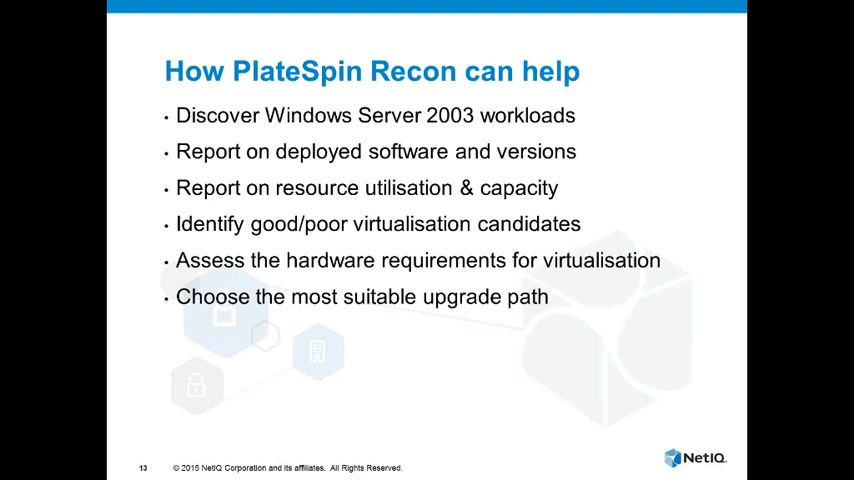 How PlateSpin Recon can help
• Discover Windows Server 2003 workloads
• Report on deployed software and versions
• Report on resource utilisation & capacity
• Identify good/poor virtualisation candidates
• Assess the hardware requirements for virtualisation
• Choose the most suitable upgrade path
13 © 2015 NetIQ Corporation and its affiliates. All Rights Reserved.
NetIQ.